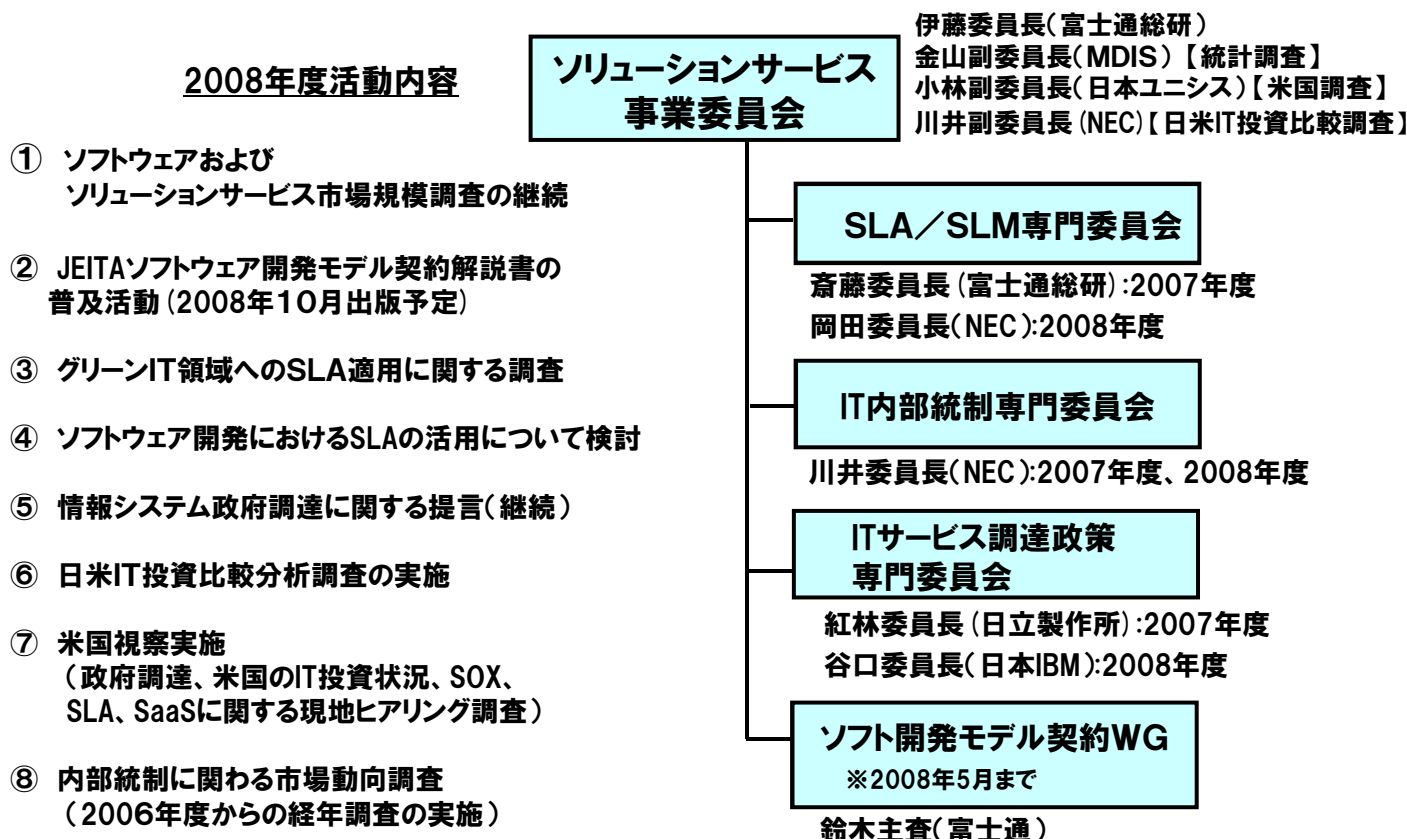 2008年度活動内容
① ソフトウェアおよび
ソリューションサービス市場規模調査の継続
② JEITAソフトウェア開発モデル契約解説書の
普及活動(2008年10月出版予定)
③ グリーンIT領域へのSLA適用に関する調査
④ ソフトウェア開発におけるSLAの活用について検討
⑤ 情報システム政府調達に関する提言(継続)
⑥ 日米IT投資比較分析調査の実施
⑦ 米国視察実施
(政府調達、米国のIT投資状況、SOX、
SLA、SaaSに関する現地ヒアリング調査)
⑧ 内部統制に関わる市場動向調査
(2006年度からの経年調査の実施)
ソリューションサービス
事業委員会
伊藤委員長(富士通総研)
金山副委員長(MDIS)【統計調査】
小林副委員長(日本ユニシス)【米国調査】
川井副委員長(NEC)【日米IT投資比較調査】
SLA/SLM専門委員会
斎藤委員長(富士通総研):2007年度
岡田委員長(NEC):2008年度
IT内部統制専門委員会
川井委員長(NEC):2007年度、2008年度
ITサービス調達政策
専門委員会
紅林委員長(日立製作所):2007年度
谷口委員長(日本IBM):2008年度
ソフト開発モデル契約WG
※2008年5月まで
鈴木主査(富士通)